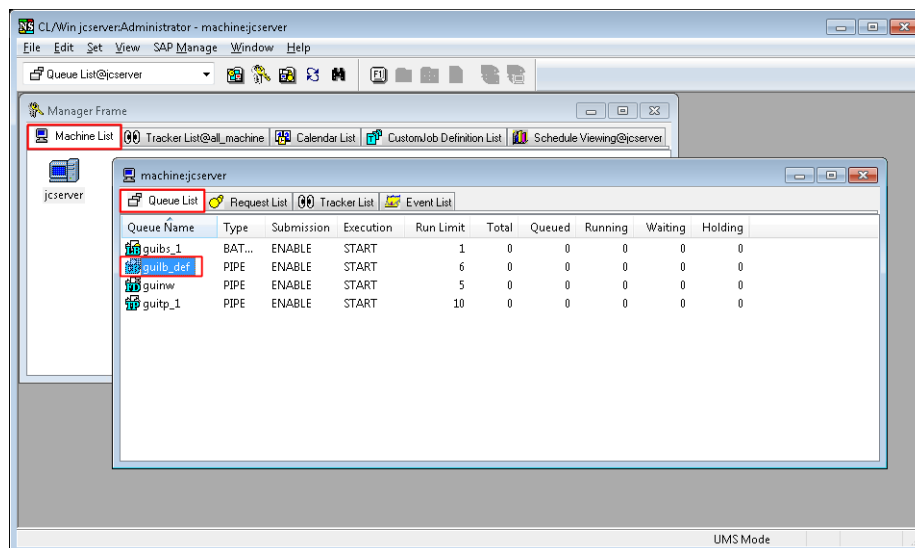 CL/Win jcserver:Administrator - machine:jcserver
File Edit Set View SAP Manage Window Help
Queue List@jcserver
Manager Frame
Machine List Tracker List@all_machine Calendar List CustomJob Definition List Schedule Viewing@jcserver
jcserver
machine:jcserver
Queue List Request List Tracker List Event List
Queue Name Type Submission Execution Run Limit Total Queued Running Waiting Holding
guibs_1 BAT... ENABLE START 1 0 0 0 0 0
guilb_def PIPE ENABLE START 6 0 0 0 0 0
guinw PIPE ENABLE START 5 0 0 0 0 0
guitp_1 PIPE ENABLE START 10 0 0 0 0 0
UMS Mode